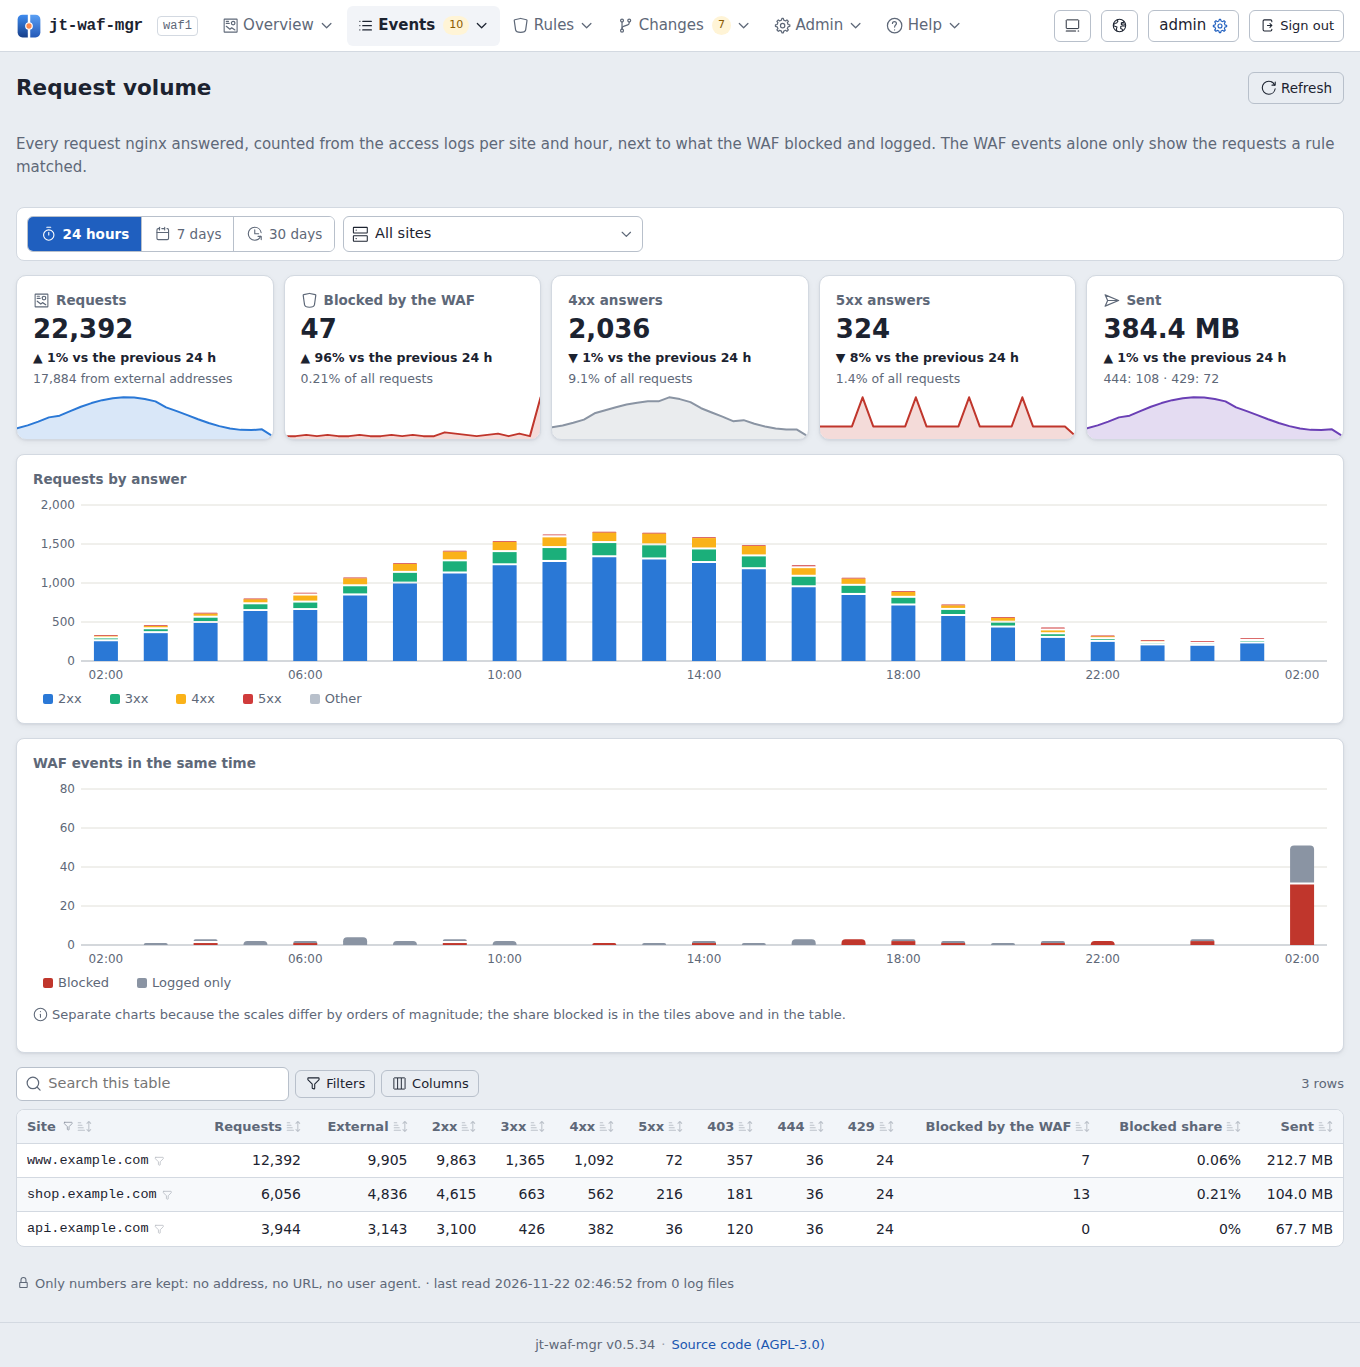 jt-waf-mgr waf1 Overview Events 10 Rules Changes 7 Admin Help admin Sign out
Request volume
Refresh
Every request nginx answered, counted from the access logs per site and hour, next to what the WAF blocked and logged. The WAF events alone only show the requests a rule
matched.
24 hours 7 days 30 days All sites
Requests
22,392
▲ 1% vs the previous 24 h
17,884 from external addresses
Blocked by the WAF
47
▲ 96% vs the previous 24 h
0.21% of all requests
4xx answers
2,036
▼ 1% vs the previous 24 h
9.1% of all requests
5xx answers
324
▼ 8% vs the previous 24 h
1.4% of all requests
Sent
384.4 MB
▲ 1% vs the previous 24 h
444: 108 · 429: 72
Requests by answer
2,000
1,500
1,000
500
0
02:00 06:00 10:00 14:00 18:00 22:00 02:00
2xx 3xx 4xx 5xx Other
WAF events in the same time
80
60
40
20
0
02:00 06:00 10:00 14:00 18:00 22:00 02:00
Blocked Logged only
Separate charts because the scales differ by orders of magnitude; the share blocked is in the tiles above and in the table.
Search this table Filters Columns 3 rows
Site Requests External 2xx 3xx 4xx 5xx 403 444 429 Blocked by the WAF Blocked share Sent
www.example.com 12,392 9,905 9,863 1,365 1,092 72 357 36 24 7 0.06% 212.7 MB
shop.example.com 6,056 4,836 4,615 663 562 216 181 36 24 13 0.21% 104.0 MB
api.example.com 3,944 3,143 3,100 426 382 36 120 36 24 0 0% 67.7 MB
Only numbers are kept: no address, no URL, no user agent. · last read 2026-11-22 02:46:52 from 0 log files
jt-waf-mgr v0.5.34 · Source code (AGPL-3.0)